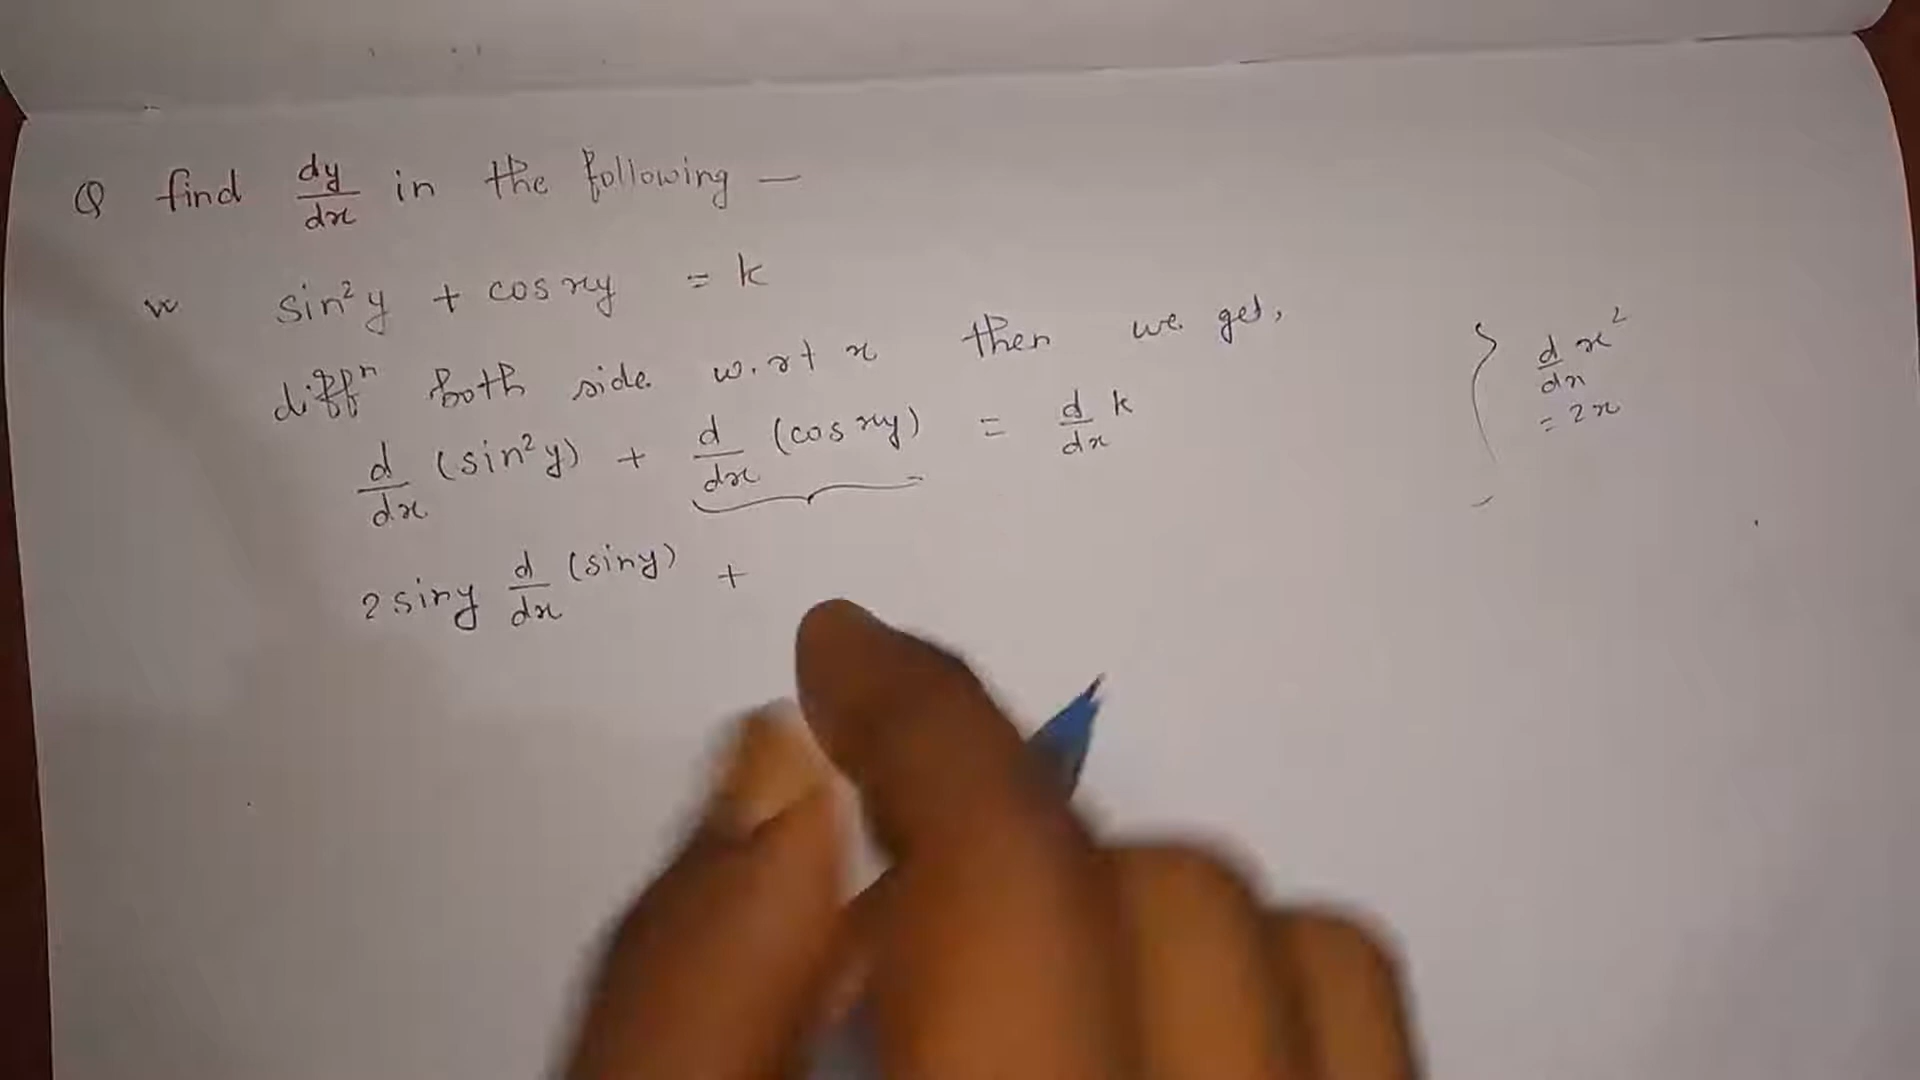 Q find dy/dx in the following —
sin²y + cos xy = k
diffⁿ both side w.r.t x then we get,
d/dx (sin²y) + d/dx (cos xy) = d/dx k
2 siny d/dx (siny) +
d/dx x²
= 2x